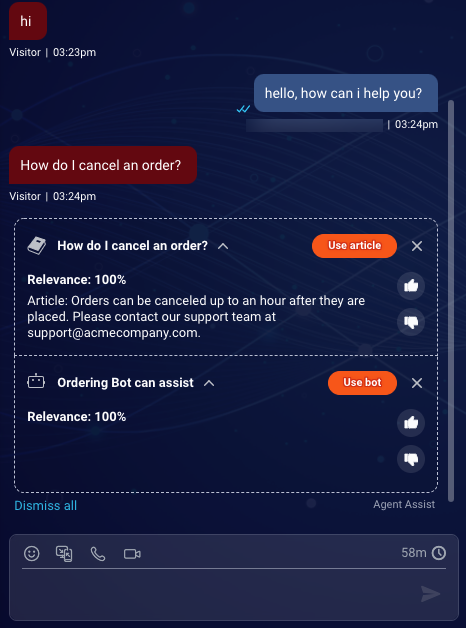 hi
Visitor | 03:23pm
hello, how can i help you?
| 03:24pm
How do I cancel an order?
Visitor | 03:24pm
How do I cancel an order?
Use article
Relevance: 100%
Article: Orders can be canceled up to an hour after they are
placed. Please contact our support team at
support@acmecompany.com.
Ordering Bot can assist
Use bot
Relevance: 100%
Dismiss all
Agent Assist
58m